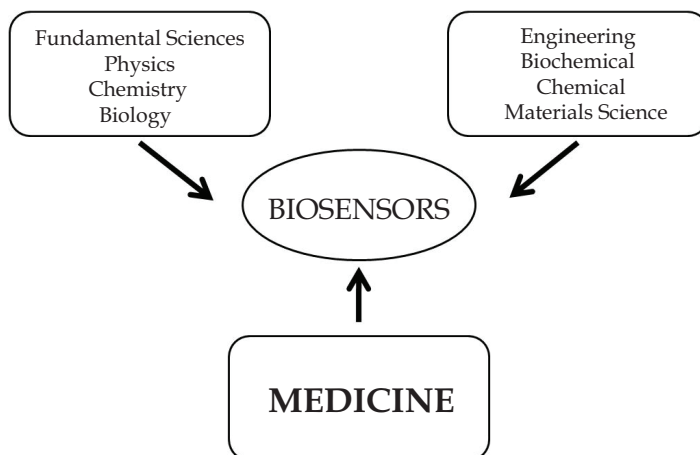 Fundamental Sciences
Physics
Chemistry
Biology
Engineering
Biochemical
Chemical
Materials Science
BIOSENSORS
MEDICINE